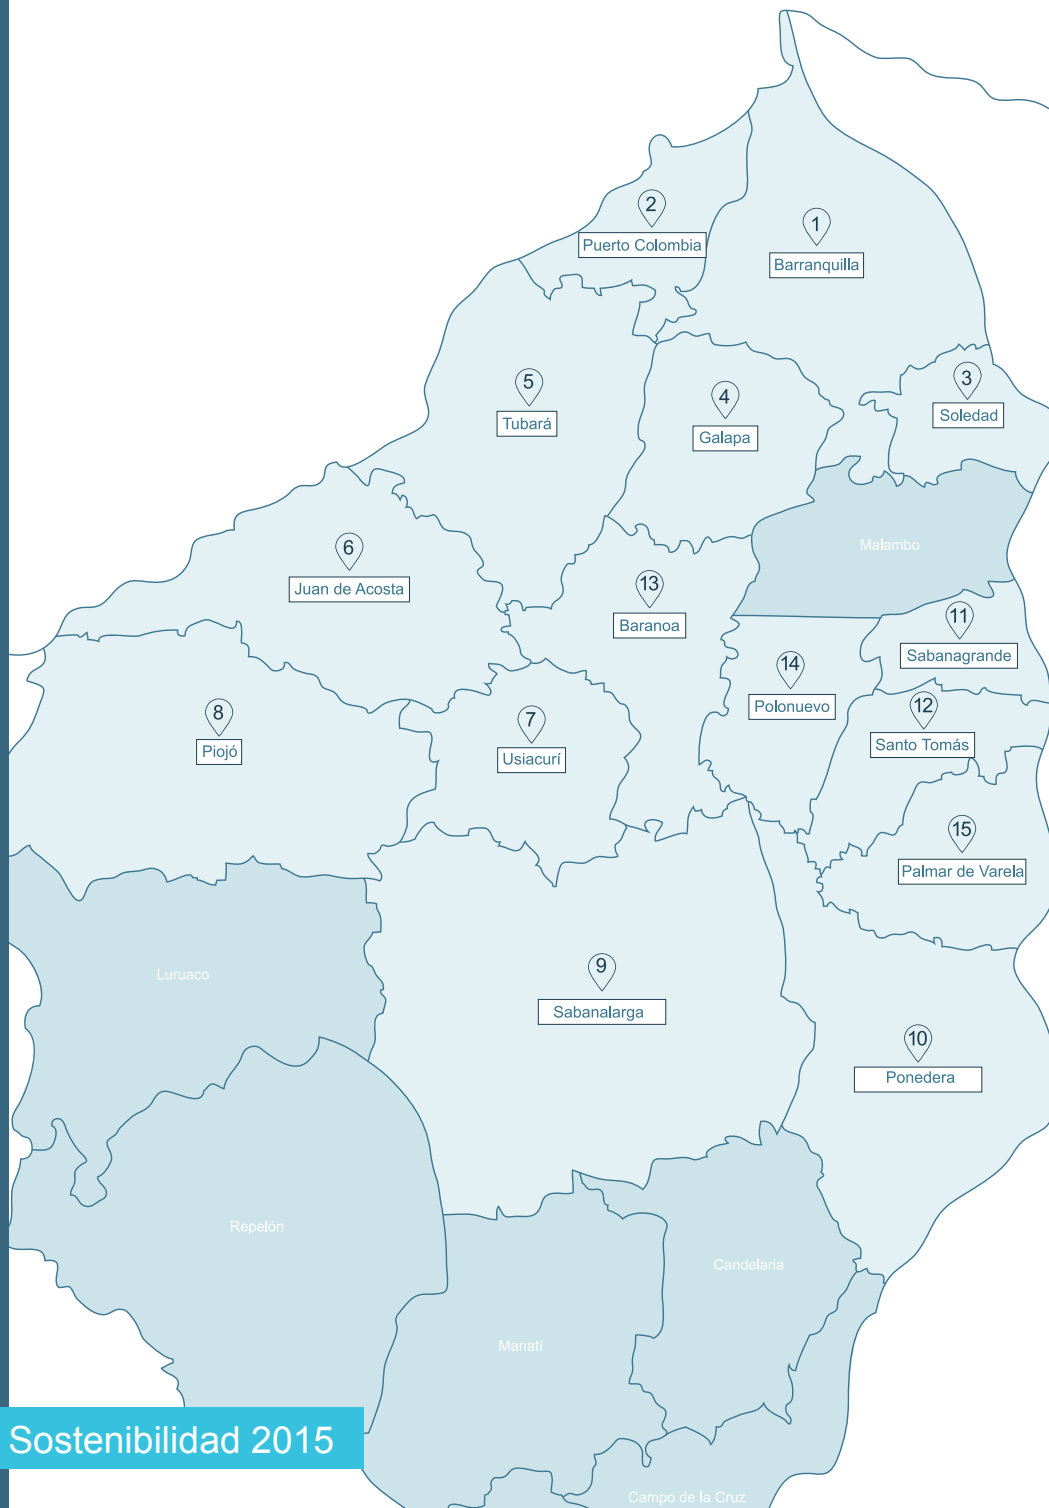 2
Puerto Colombia
1
Barranquilla
3
Soledad
5
Tubará
4
Galapa
Malambo
6
Juan de Acosta
13
Baranoa
11
Sabanagrande
14
Polonuevo
8
Piojó
7
Usiacurí
12
Santo Tomás
15
Palmar de Varela
9
Sabanalarga
Luruaco
10
Ponedera
Repelón
Candelaria
Manatí
Sostenibilidad 2015
Campo de la Cruz